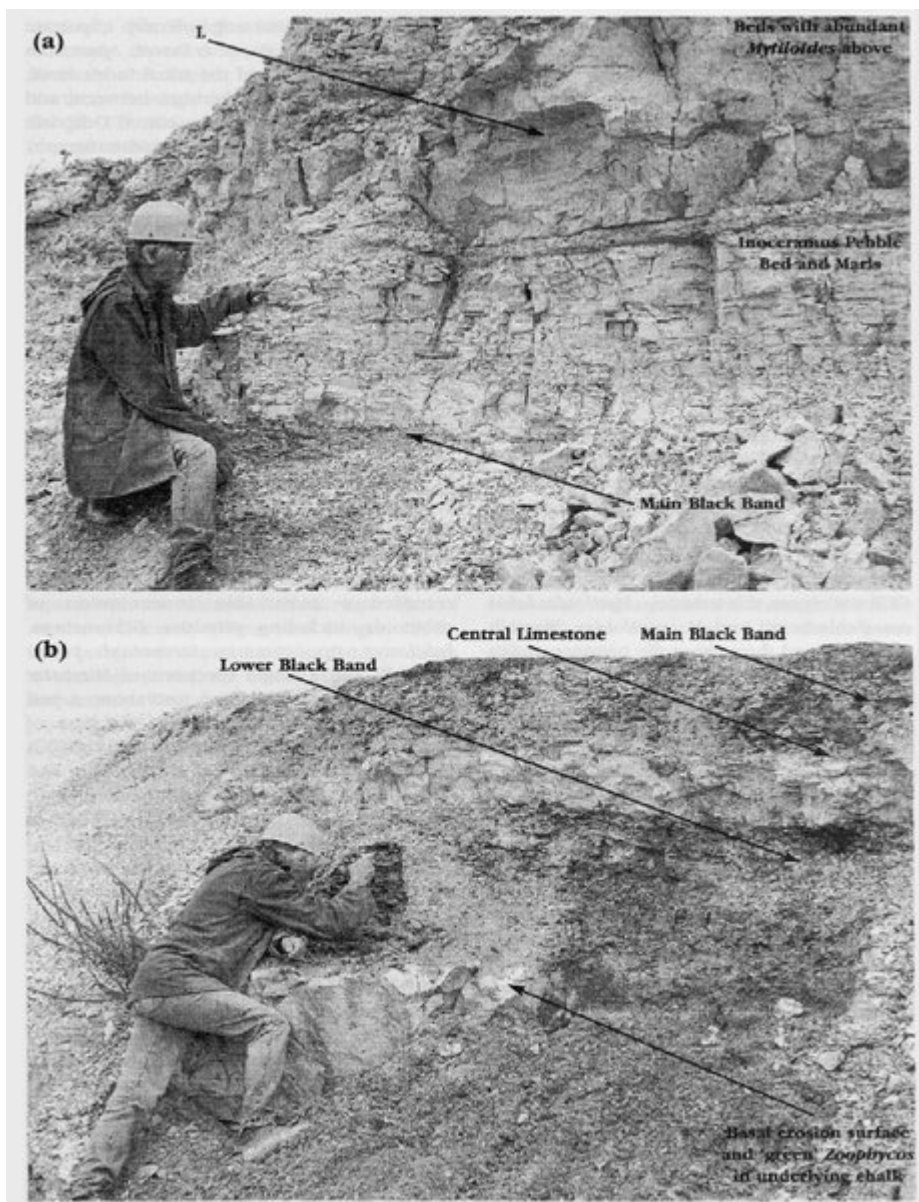 (a)
L
Beds with abundant
Mytiloides above
Inoceramus Pebble
Bed and Marls
Main Black Band
(b)
Central Limestone
Main Black Band
Lower Black Band
Basal erosion surface
and 'green' Zoophycos
in underlying chalk